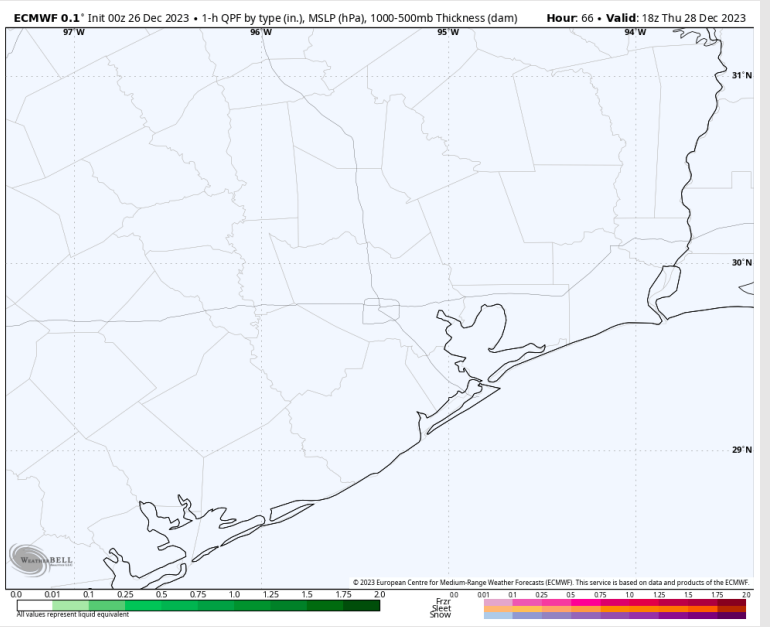 ECMWF 0.1° Init 00z 26 Dec 2023 • 1-h QPF by type (in.), MSLP (hPa), 1000-500mb Thickness (dam) Hour: 66 • Valid: 18z Thu 28 Dec 2023
97°W 96°W 95°W 94°W
31°N
30°N
29°N
WEATHERBELL
© 2023 European Centre for Medium-Range Weather Forecasts (ECMWF). This service is based on data and products of the ECMWF.
0.0 0.01 0.1 0.25 0.5 0.75 1.0 1.25 1.5 1.75 2.0 0.0 0.01 0.1 0.25 0.5 0.75 1.0 1.25 1.5 1.75 2.0
Frzr
Sleet
Snow
All values represent liquid equivalent